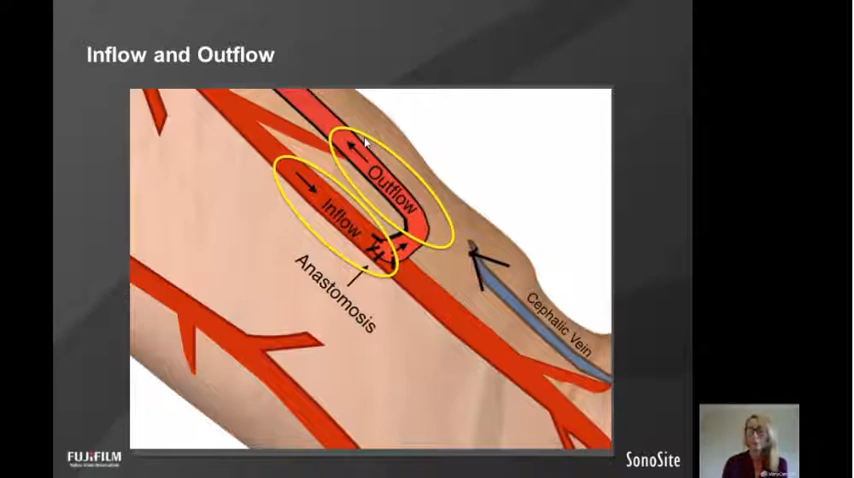 Inflow and Outflow
Outflow
Inflow
Anastomosis
Cephalic Vein
FUJIFILM
SonoSite